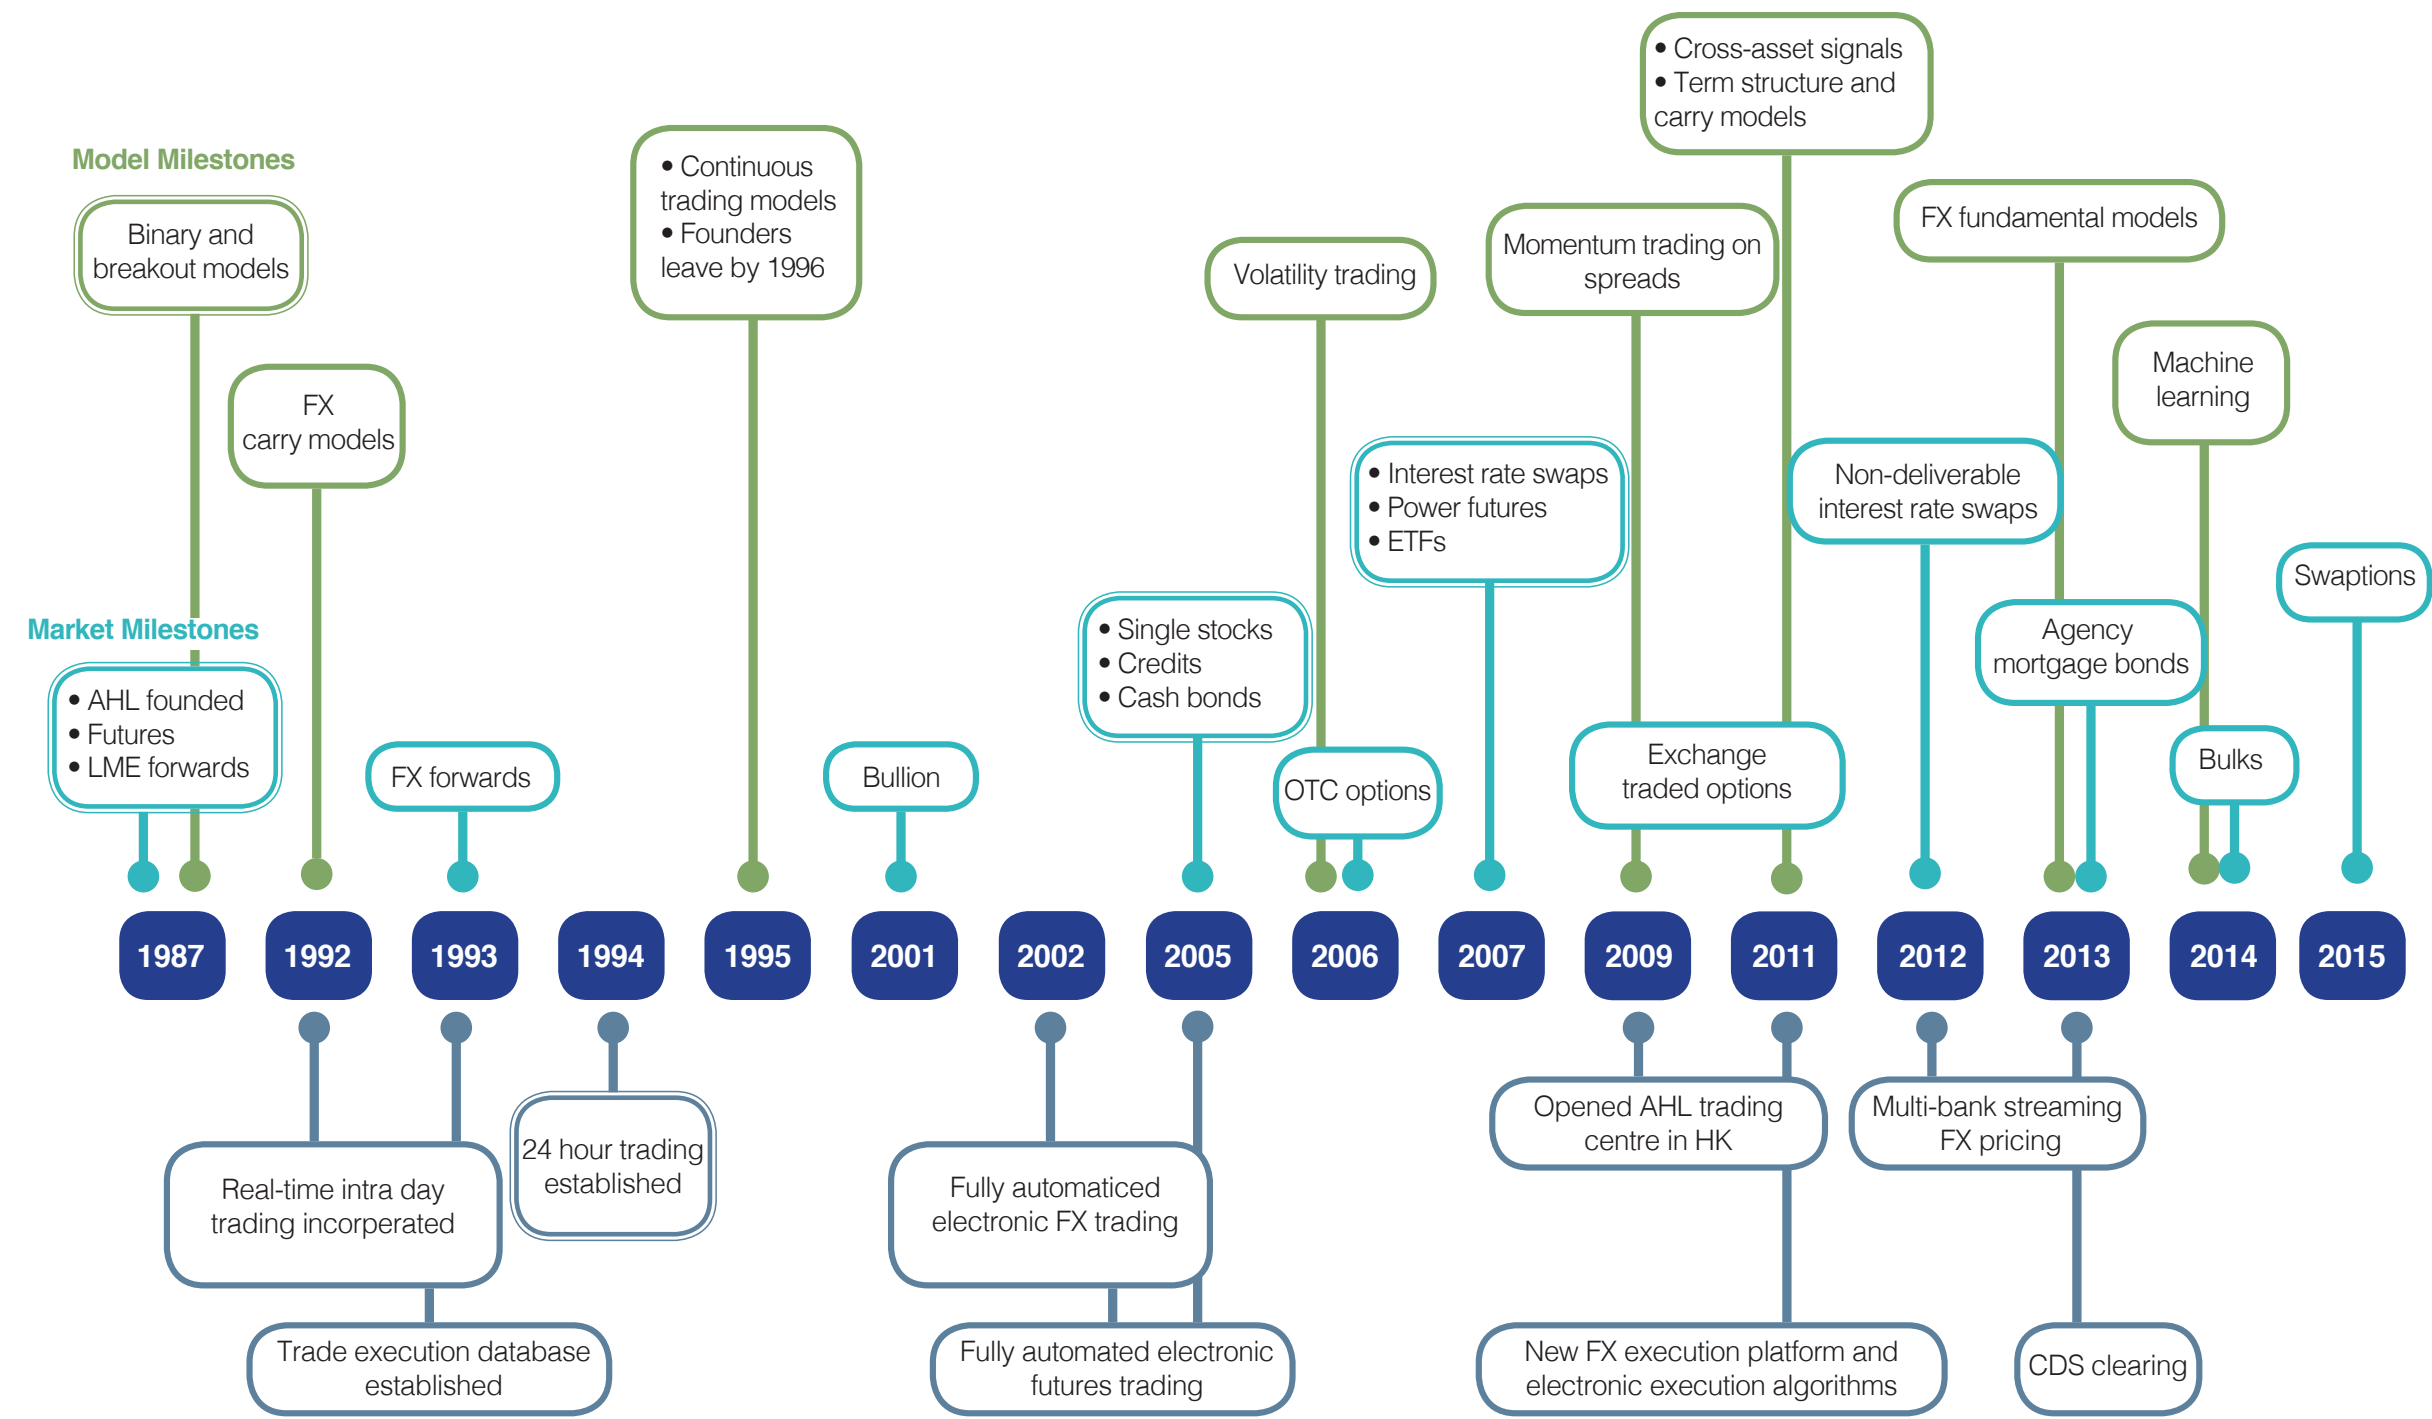 Model Milestones
Binary and
breakout models
FX
carry models
• Continuous
trading models
• Founders
leave by 1996
Volatility trading
Momentum trading on
spreads
• Cross-asset signals
• Term structure and
carry models
FX fundamental models
Machine
learning
Market Milestones
• AHL founded
• Futures
• LME forwards
FX forwards
Bullion
• Single stocks
• Credits
• Cash bonds
OTC options
• Interest rate swaps
• Power futures
• ETFs
Exchange
traded options
Non-deliverable
interest rate swaps
Agency
mortgage bonds
Bulks
Swaptions
1987
1992
1993
1994
1995
2001
2002
2005
2006
2007
2009
2011
2012
2013
2014
2015
Real-time intra day
trading incorperated
Trade execution database
established
24 hour trading
established
Fully automaticed
electronic FX trading
Fully automated electronic
futures trading
Opened AHL trading
centre in HK
New FX execution platform and
electronic execution algorithms
Multi-bank streaming
FX pricing
CDS clearing